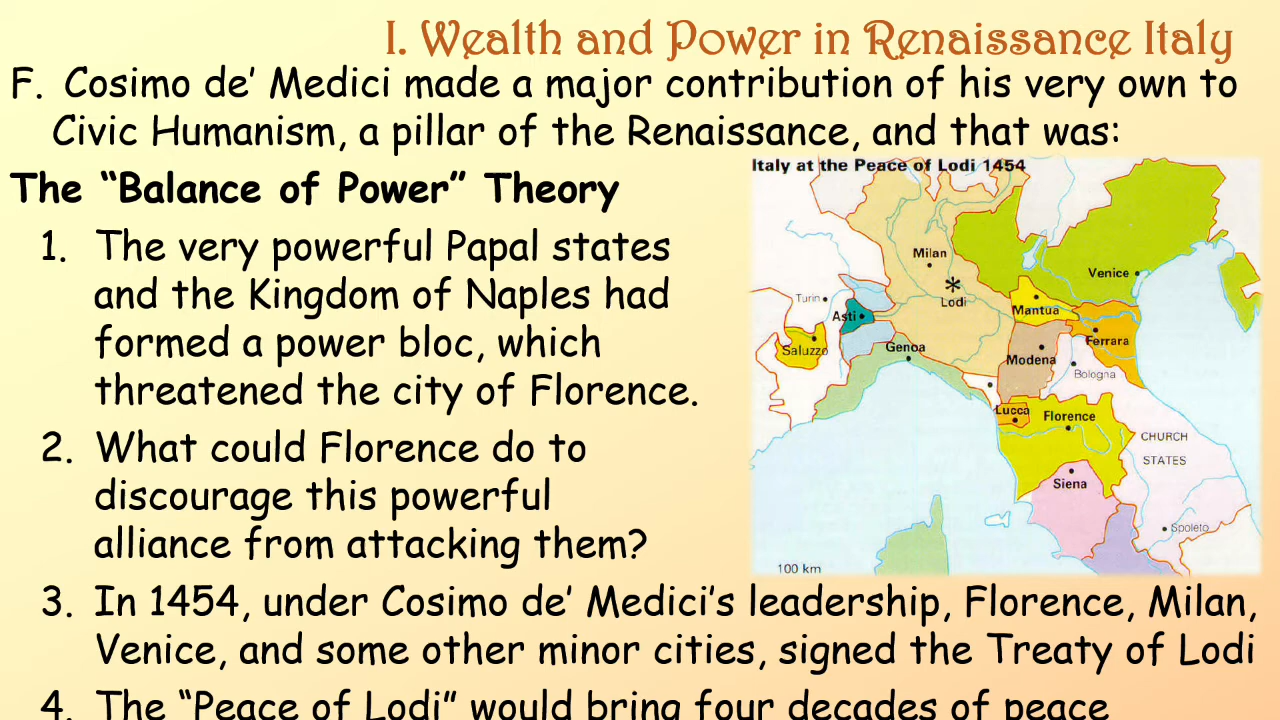 I. Wealth and Power in Renaissance Italy
F. Cosimo de’ Medici made a major contribution of his very own to
Civic Humanism, a pillar of the Renaissance, and that was:
The “Balance of Power” Theory
1. The very powerful Papal states
and the Kingdom of Naples had
formed a power bloc, which
threatened the city of Florence.
2. What could Florence do to
discourage this powerful
alliance from attacking them?
3. In 1454, under Cosimo de’ Medici’s leadership, Florence, Milan,
Venice, and some other minor cities, signed the Treaty of Lodi
4. The “Peace of Lodi” would bring four decades of peace
Italy at the Peace of Lodi 1454
Milan
Venice
Turin
*
Lodi
Asti
Mantua
Saluzzo
Genoa
Ferrara
Modena
Bologna
Lucca
Florence
CHURCH
STATES
Siena
Spoleto
100 km